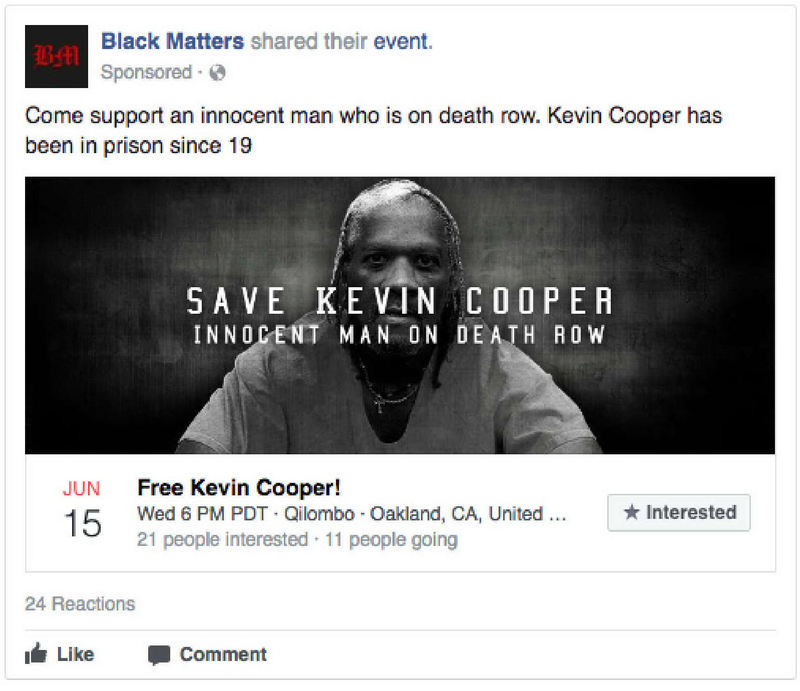 BM
Black Matters shared their event.
Sponsored ·
Come support an innocent man who is on death row. Kevin Cooper has
been in prison since 19
SAVE KEVIN COOPER
INNOCENT MAN ON DEATH ROW
JUN
15
Free Kevin Cooper!
Wed 6 PM PDT · Qilombo · Oakland, CA, United ...
21 people interested · 11 people going
★ Interested
24 Reactions
Like
Comment